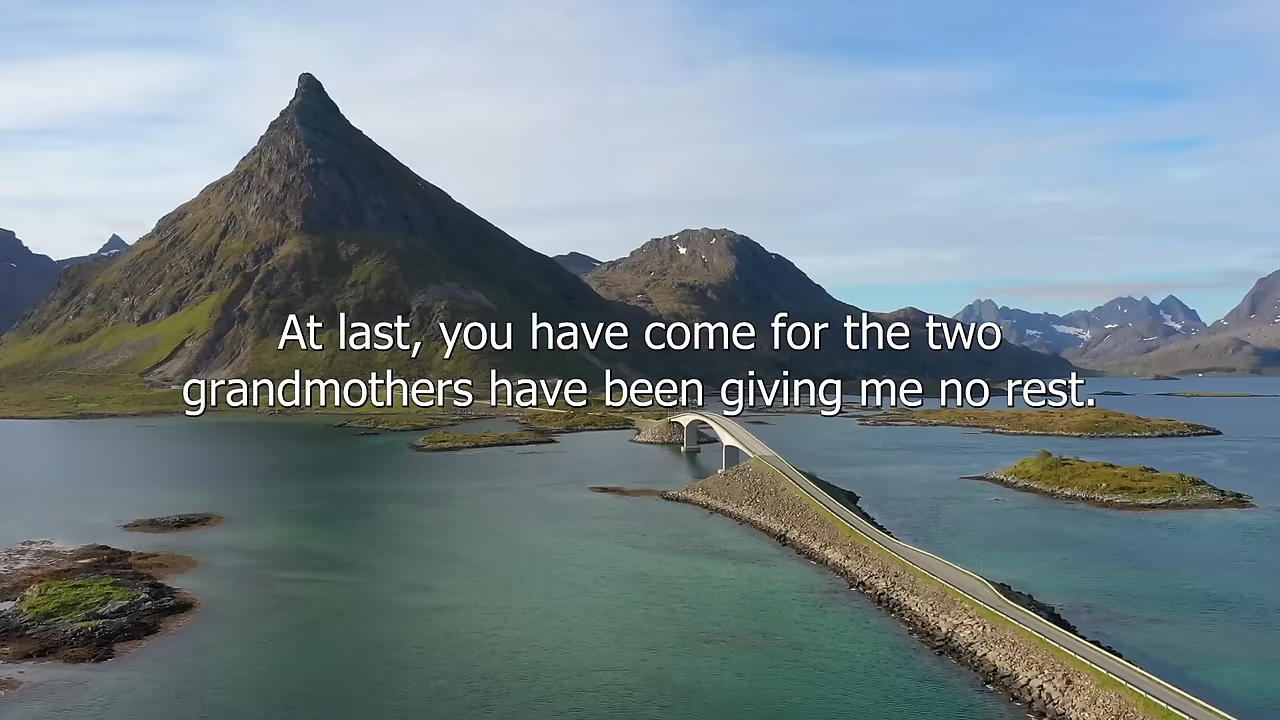 At last, you have come for the two
grandmothers have been giving me no rest.